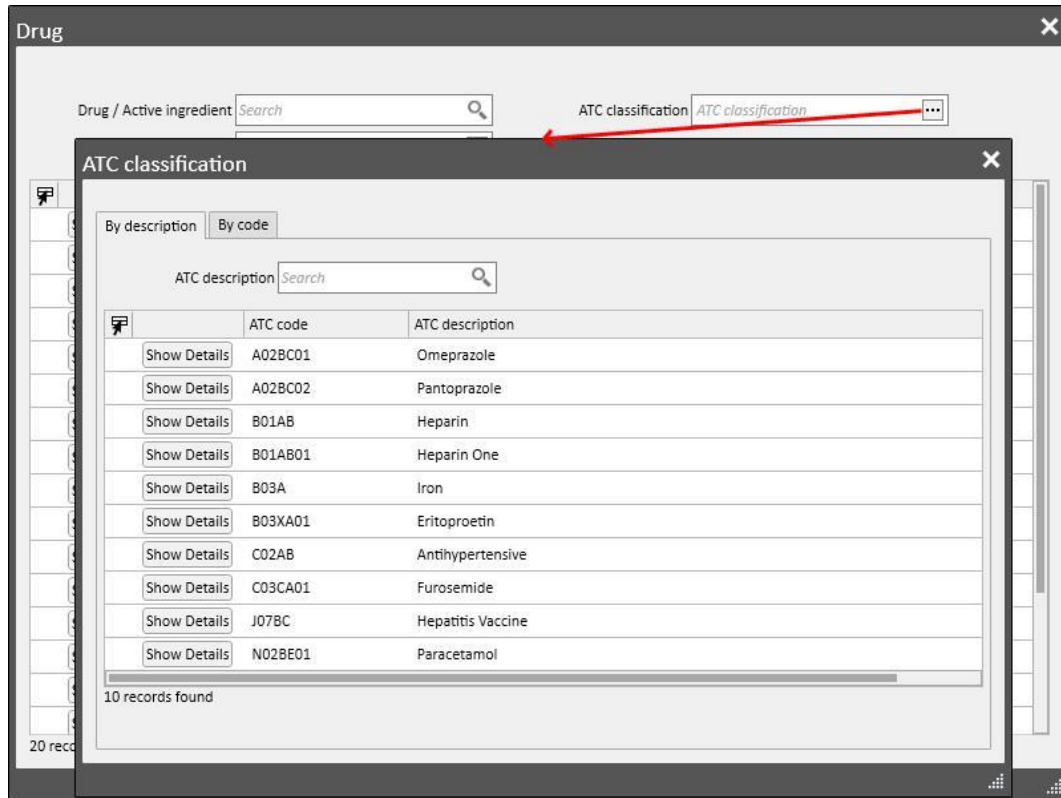 Drug
Drug / Active ingredient Search ATC classification ATC classification ...
ATC classification
By description By code
ATC description Search
ATC code ATC description
Show Details A02BC01 Omeprazole
Show Details A02BC02 Pantoprazole
Show Details B01AB Heparin
Show Details B01AB01 Heparin One
Show Details B03A Iron
Show Details B03XA01 Eritoproetin
Show Details C02AB Antihypertensive
Show Details C03CA01 Furosemide
Show Details J07BC Hepatitis Vaccine
Show Details N02BE01 Paracetamol
10 records found
20